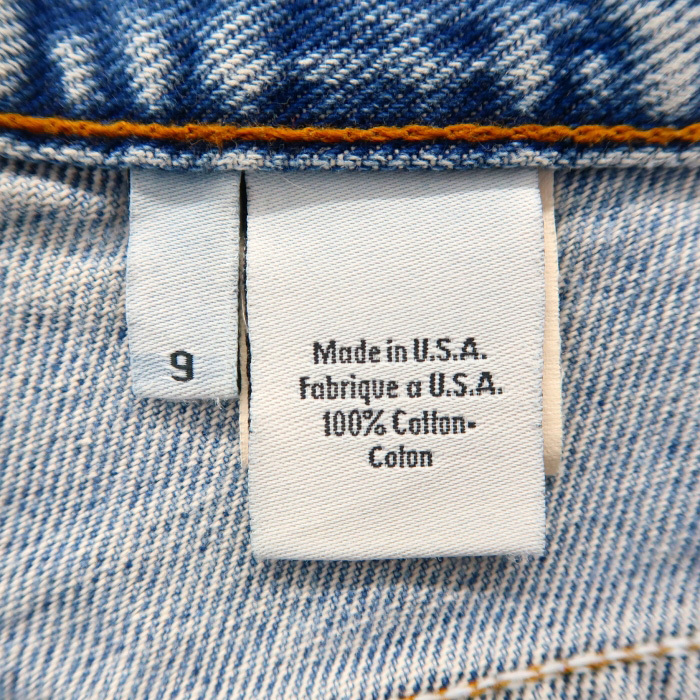 9
Made in U.S.A.
Fabrique a U.S.A.
100% Cotton-
Coton